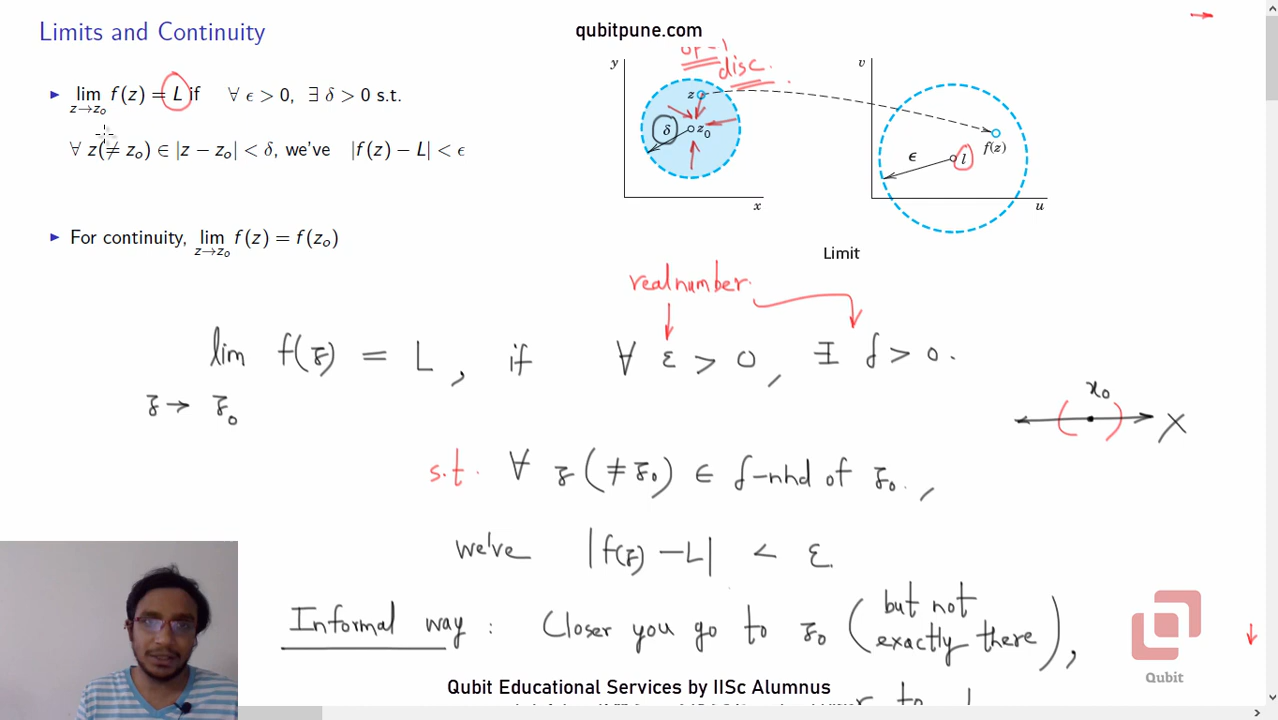 Limits and Continuity
qubitpune.com
▸ lim z→z₀ f(z) = L if ∀ ϵ > 0, ∃ δ > 0 s.t.
∀ z(≠ z₀) ∈ |z − z₀| < δ, we've |f(z) − L| < ϵ
▸ For continuity, lim z→z₀ f(z) = f(z₀)
disc.
y
z
δ
z₀
x
v
ϵ
l
f(z)
u
Limit
real number.
lim z→z₀ f(z) = L, if ∀ ε > 0, ∃ δ > 0.
x₀
X
s.t. ∀ z(≠z₀) ∈ δ-nhd of z₀.,
we've |f(z) − L| < ε.
Informal way : Closer you go to z₀ (but not exactly there),
Qubit
Qubit Educational Services by IISc Alumnus